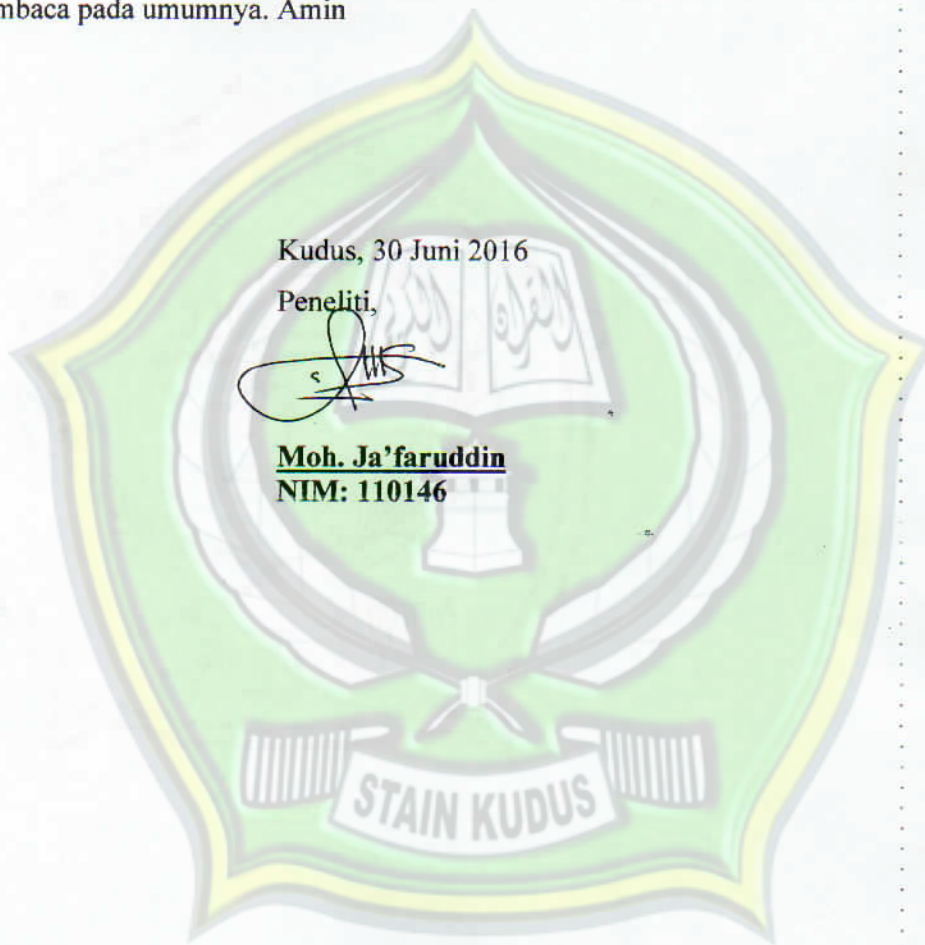 mbaca pada umumnya. Amin
Kudus, 30 Juni 2016
Peneliti,
Moh. Ja'faruddin
NIM: 110146
STAIN KUDUS